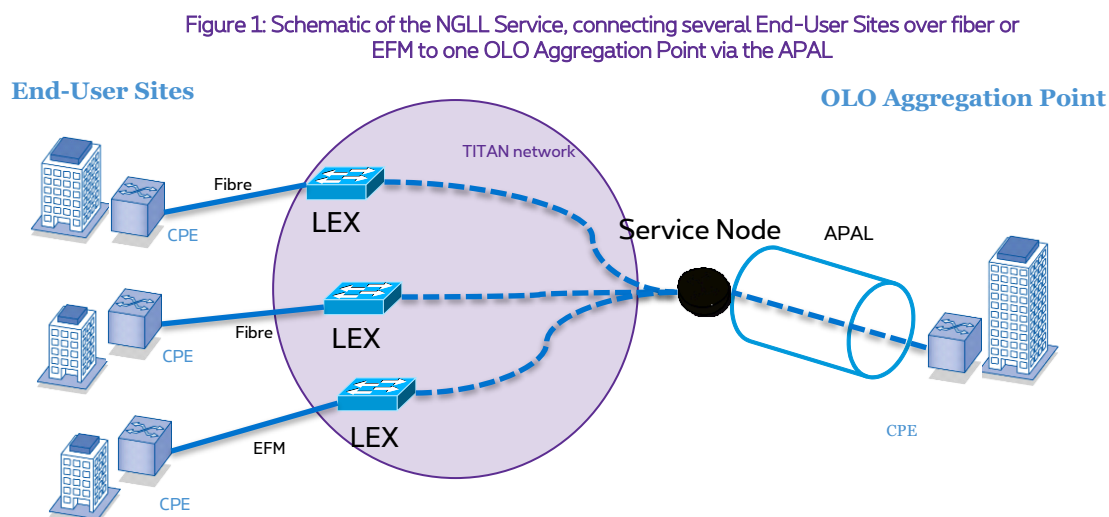 Figure 1: Schematic of the NGLL Service, connecting several End-User Sites over fiber or
EFM to one OLO Aggregation Point via the APAL
End-User Sites
OLO Aggregation Point
TITAN network
Fibre
LEX
CPE
Service Node
APAL
Fibre
LEX
CPE
LEX
EFM
CPE
CPE